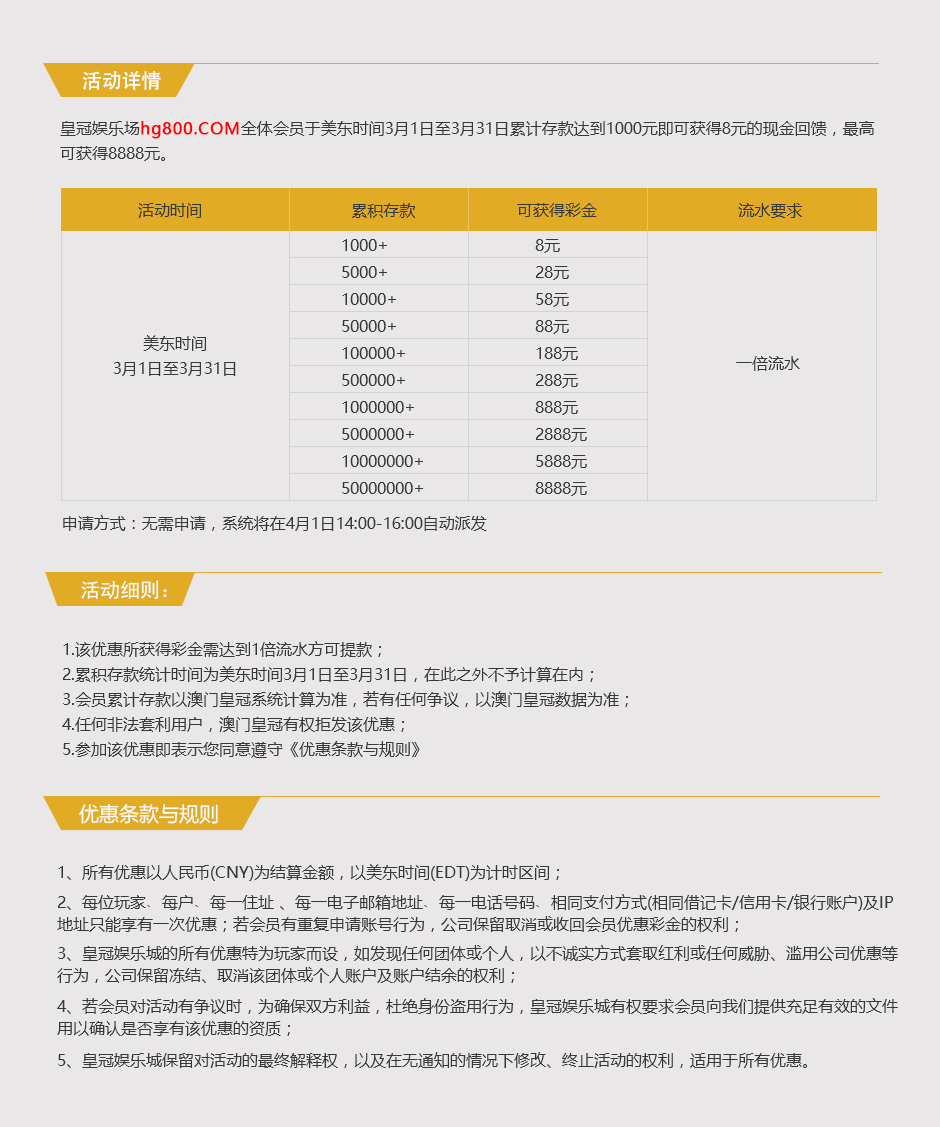 活动详情
皇冠娱乐场hg800.COM全体会员于美东时间3月1日至3月31日累计存款达到1000元即可获得8元的现金回馈，最高
可获得8888元。
活动时间 累积存款 可获得彩金 流水要求
1000+ 8元
5000+ 28元
10000+ 58元
50000+ 88元
美东时间
3月1日至3月31日
100000+ 188元
一倍流水
500000+ 288元
1000000+ 888元
5000000+ 2888元
10000000+ 5888元
50000000+ 8888元
申请方式：无需申请，系统将在4月1日14:00-16:00自动派发
活动细则：
1.该优惠所获得彩金需达到1倍流水方可提款；
2.累积存款统计时间为美东时间3月1日至3月31日，在此之外不予计算在内；
3.会员累计存款以澳门皇冠系统计算为准，若有任何争议，以澳门皇冠数据为准；
4.任何非法套利用户，澳门皇冠有权拒发该优惠；
5.参加该优惠即表示您同意遵守《优惠条款与规则》
优惠条款与规则
1、所有优惠以人民币(CNY)为结算金额，以美东时间(EDT)为计时区间；
2、每位玩家、每户、每一住址 、每一电子邮箱地址、每一电话号码、相同支付方式(相同借记卡/信用卡/银行账户)及IP
地址只能享有一次优惠；若会员有重复申请账号行为，公司保留取消或收回会员优惠彩金的权利；
3、皇冠娱乐城的所有优惠特为玩家而设，如发现任何团体或个人，以不诚实方式套取红利或任何威胁、滥用公司优惠等
行为，公司保留冻结、取消该团体或个人账户及账户结余的权利；
4、若会员对活动有争议时，为确保双方利益，杜绝身份盗用行为，皇冠娱乐城有权要求会员向我们提供充足有效的文件
用以确认是否享有该优惠的资质；
5、皇冠娱乐城保留对活动的最终解释权，以及在无通知的情况下修改、终止活动的权利，适用于所有优惠。